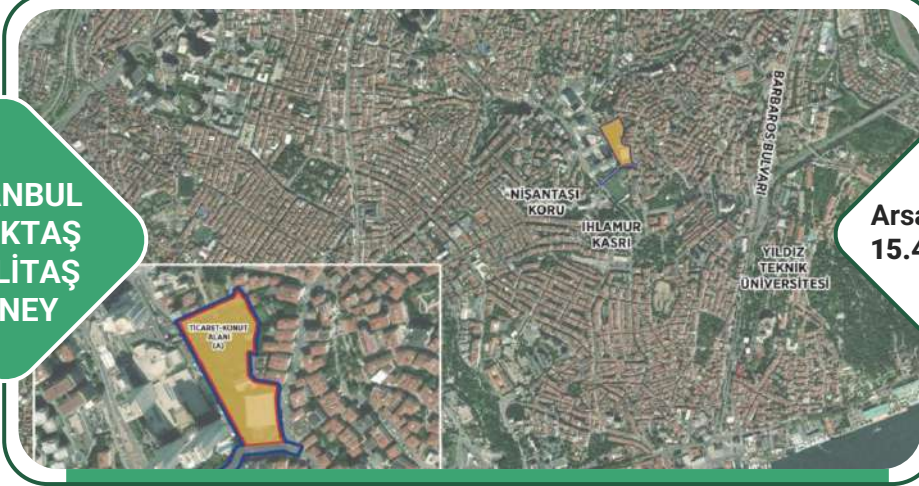 ANBUL
KTAŞ
LİTAŞ
NEY
BARBAROS BULVARI
NİŞANTAŞI
KORU
IHLAMUR
KASRI
YILDIZ
TEKNİK
ÜNİVERSİTESİ
Arsa
15.4
TİCARET-KONUT
ALANI
(A)